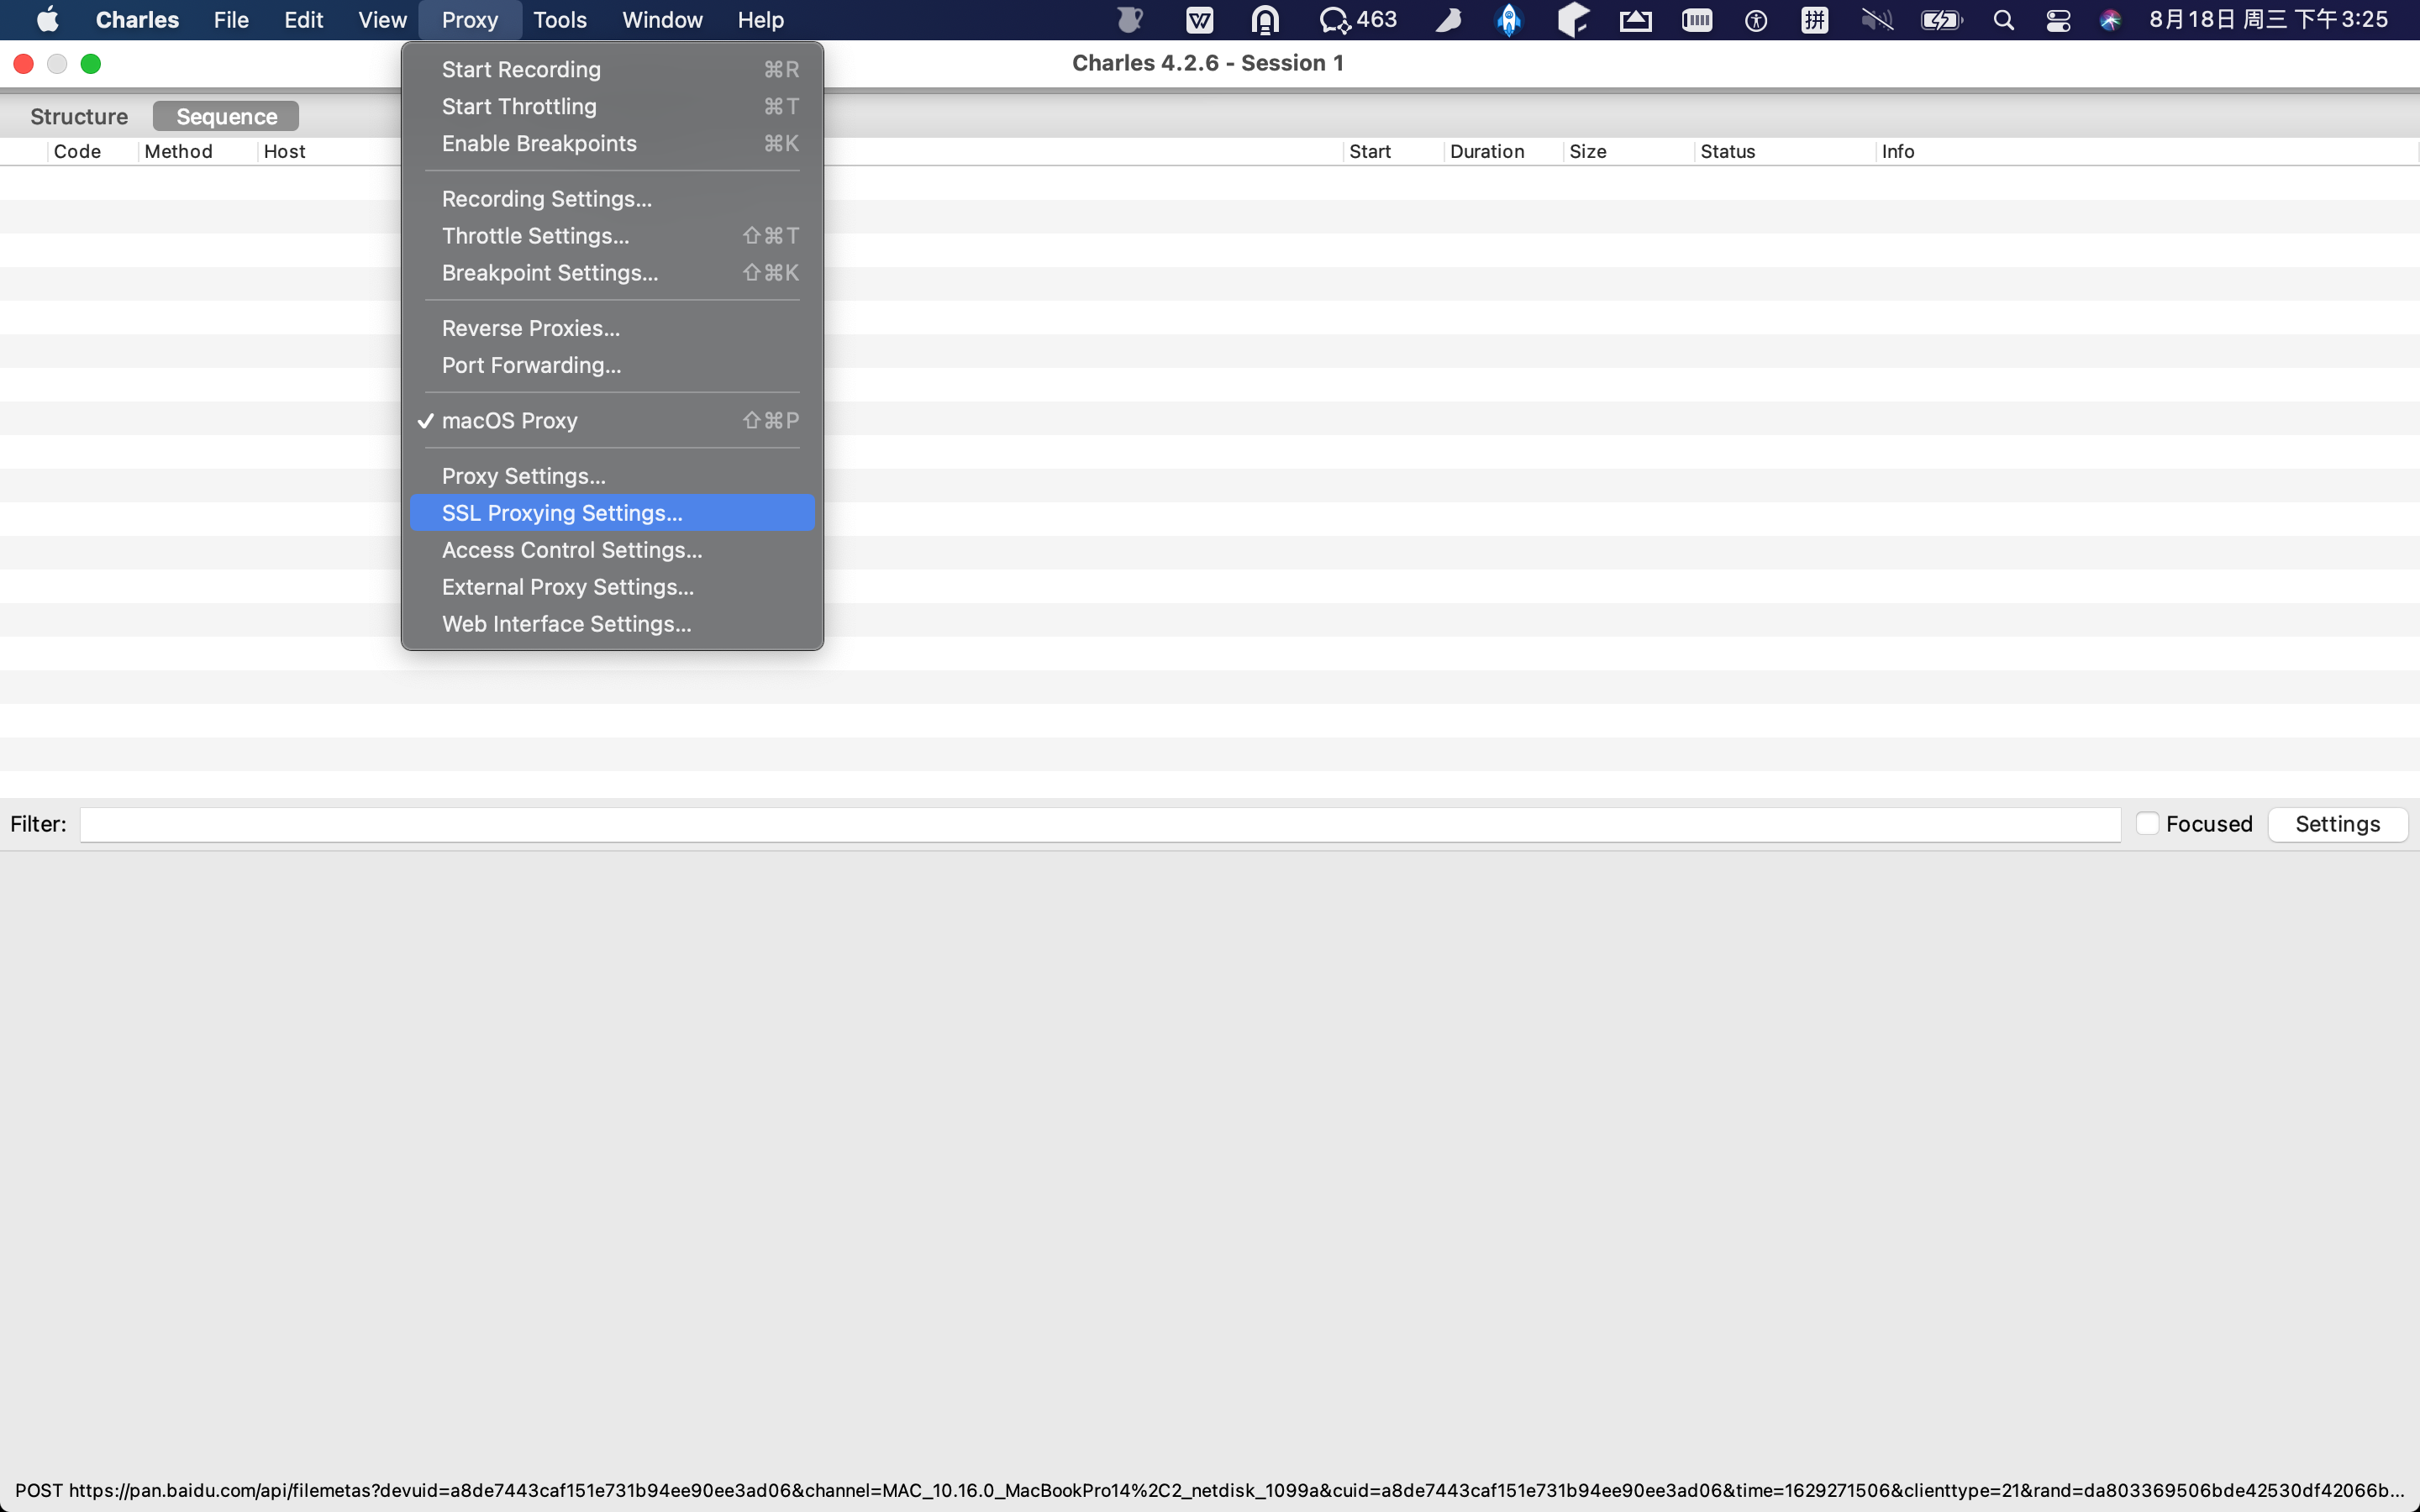 Charles File Edit View Proxy Tools Window Help 463 拼 8月18日 周三 下午3:25
Charles 4.2.6 - Session 1
Structure Sequence
Code Method Host Start Duration Size Status Info
Start Recording ⌘R
Start Throttling ⌘T
Enable Breakpoints ⌘K
Recording Settings...
Throttle Settings... ⇧⌘T
Breakpoint Settings... ⇧⌘K
Reverse Proxies...
Port Forwarding...
✓ macOS Proxy ⇧⌘P
Proxy Settings...
SSL Proxying Settings...
Access Control Settings...
External Proxy Settings...
Web Interface Settings...
Filter: Focused Settings
POST https://pan.baidu.com/api/filemetas?devuid=a8de7443caf151e731b94ee90ee3ad06&channel=MAC_10.16.0_MacBookPro14%2C2_netdisk_1099a&cuid=a8de7443caf151e731b94ee90ee3ad06&time=1629271506&clienttype=21&rand=da803369506bde42530df42066b...